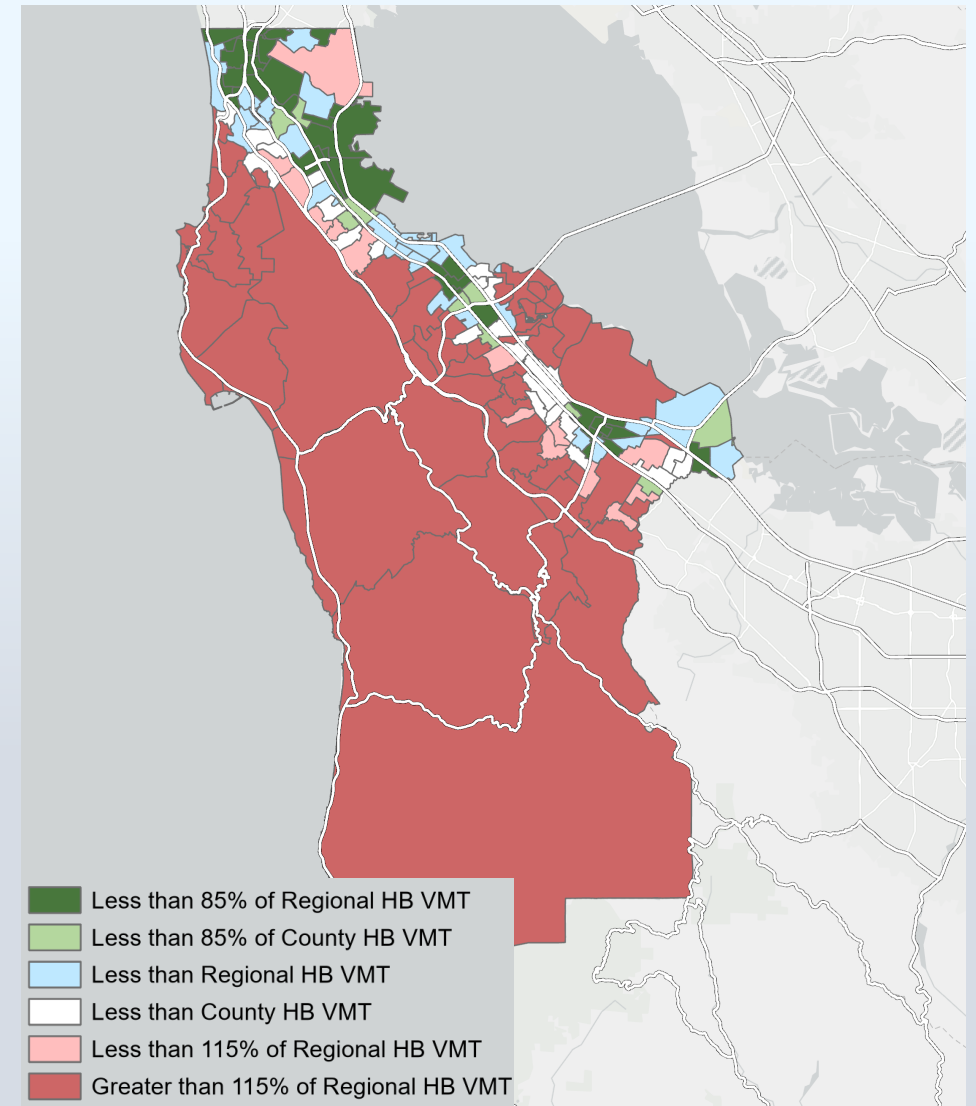 Less than 85% of Regional HB VMT
Less than 85% of County HB VMT
Less than Regional HB VMT
Less than County HB VMT
Less than 115% of Regional HB VMT
Greater than 115% of Regional HB VMT